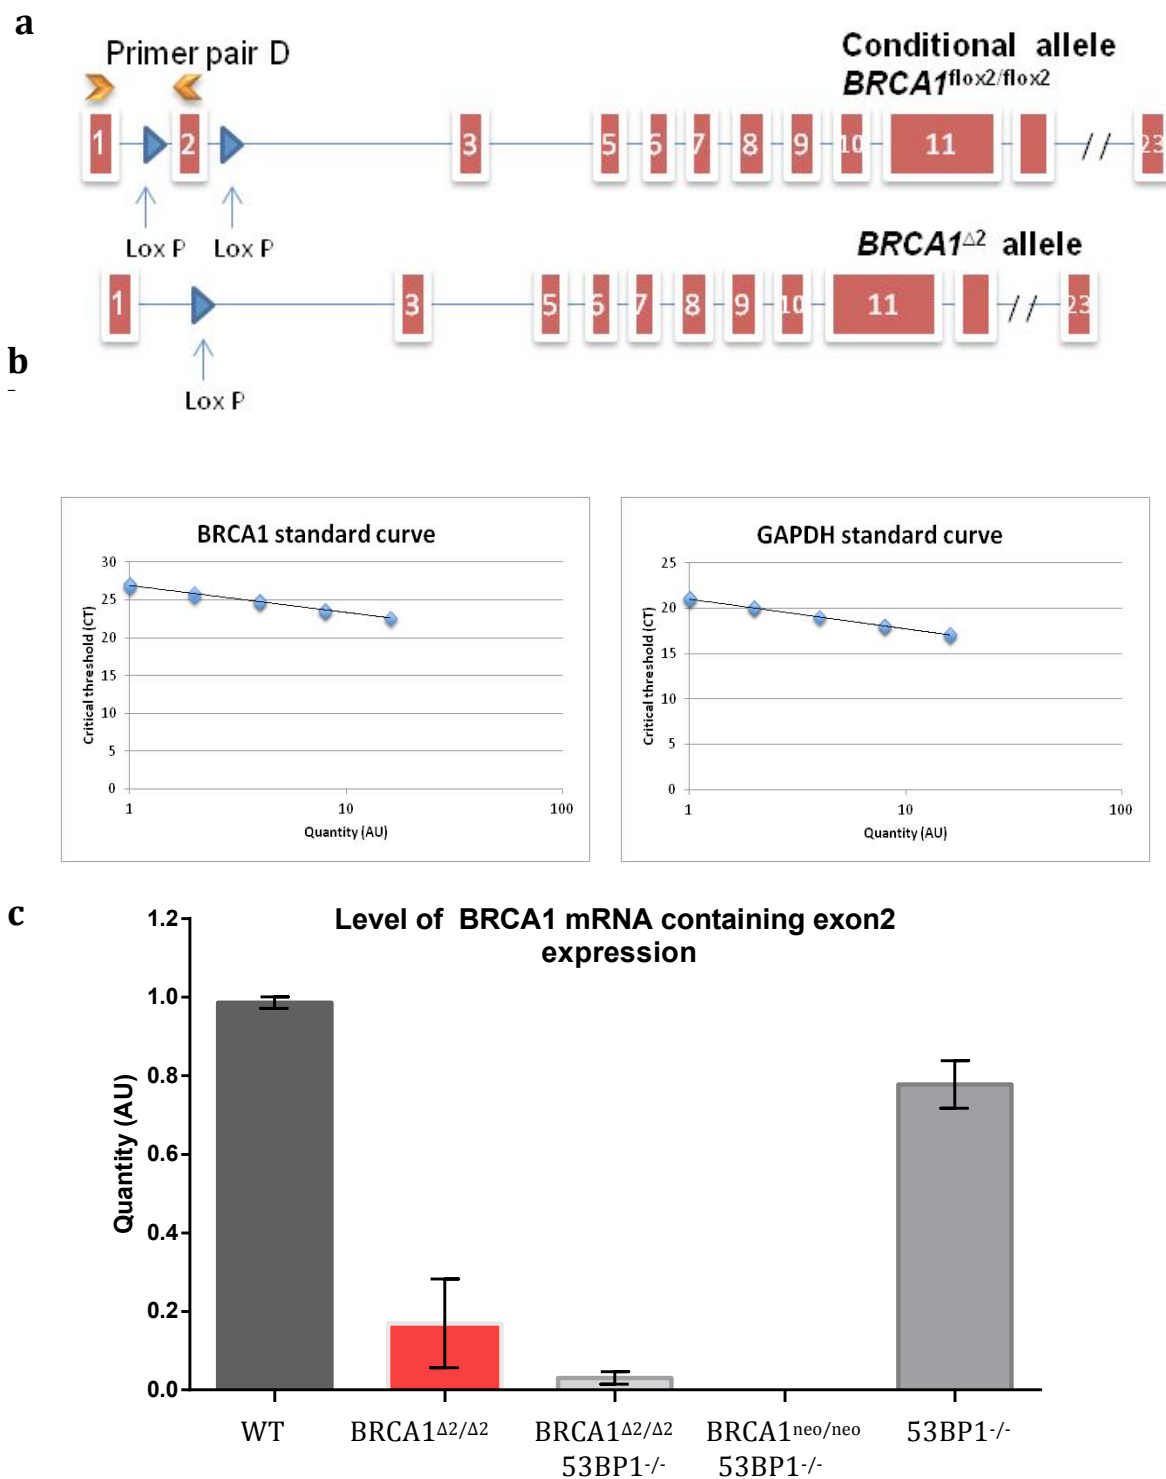 a
Primer pair D
Conditional allele
BRCA1flox2/flox2
1 2 3 5 6 7 8 9 10 11 // 23
Lox P Lox P
BRCA1Δ2 allele
1 3 5 6 7 8 9 10 11 // 23
Lox P
b
BRCA1 standard curve
30
25
20
15
10
5
0
Critical threshold (CT)
1 10 100
Quantity (AU)
GAPDH standard curve
25
20
15
10
5
0
Critical threshold (CT)
1 10 100
Quantity (AU)
c
Level of BRCA1 mRNA containing exon2
expression
1.2
1.0
0.8
0.6
0.4
0.2
0.0
Quantity (AU)
WT BRCA1Δ2/Δ2 BRCA1Δ2/Δ2 BRCA1neo/neo 53BP1-/-
53BP1-/- 53BP1-/-